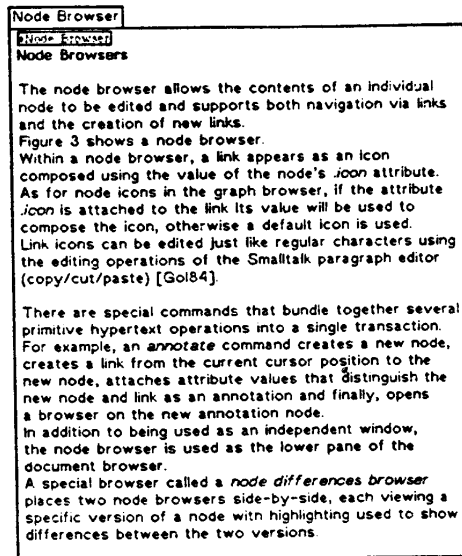 Node Browser
Node Browser
Node Browsers
The node browser allows the contents of an individual
node to be edited and supports both navigation via links
and the creation of new links.
Figure 3 shows a node browser.
Within a node browser, a link appears as an icon
composed using the value of the node's .icon attribute.
As for node icons in the graph browser, if the attribute
.icon is attached to the link its value will be used to
compose the icon, otherwise a default icon is used.
Link icons can be edited just like regular characters using
the editing operations of the Smalltalk paragraph editor
(copy/cut/paste) [Gol84].
There are special commands that bundle together several
primitive hypertext operations into a single transaction.
For example, an annotate command creates a new node,
creates a link from the current cursor position to the
new node, attaches attribute values that distinguish the
new node and link as an annotation and finally, opens
a browser on the new annotation node.
In addition to being used as an independent window,
the node browser is used as the lower pane of the
document browser.
A special browser called a node differences browser
places two node browsers side-by-side, each viewing a
specific version of a node with highlighting used to show
differences between the two versions.